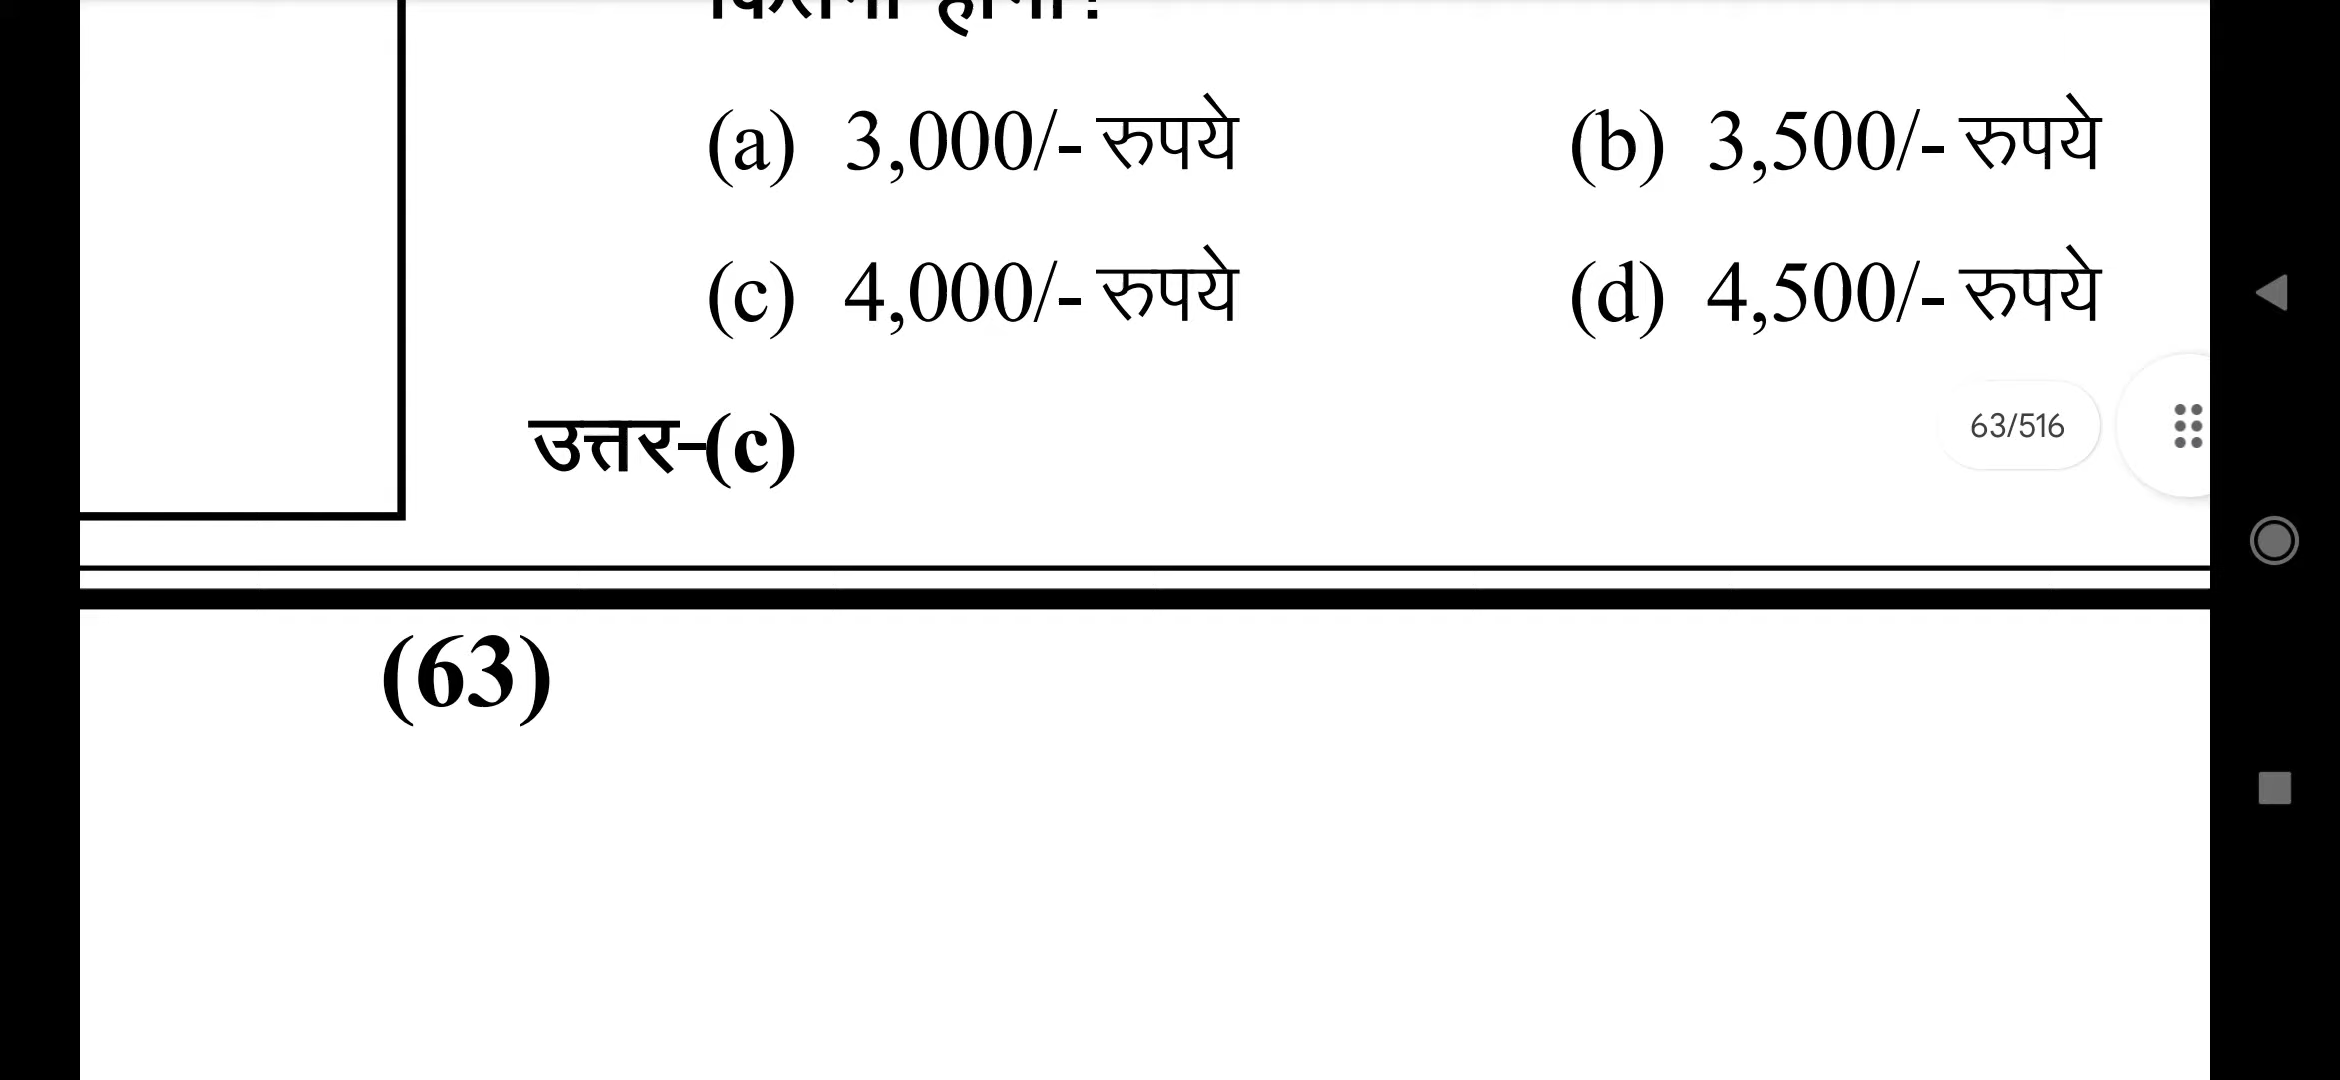 (a) 3,000/- रुपये (b) 3,500/- रुपये
(c) 4,000/- रुपये (d) 4,500/- रुपये
उत्तर-(c)
63/516
(63)